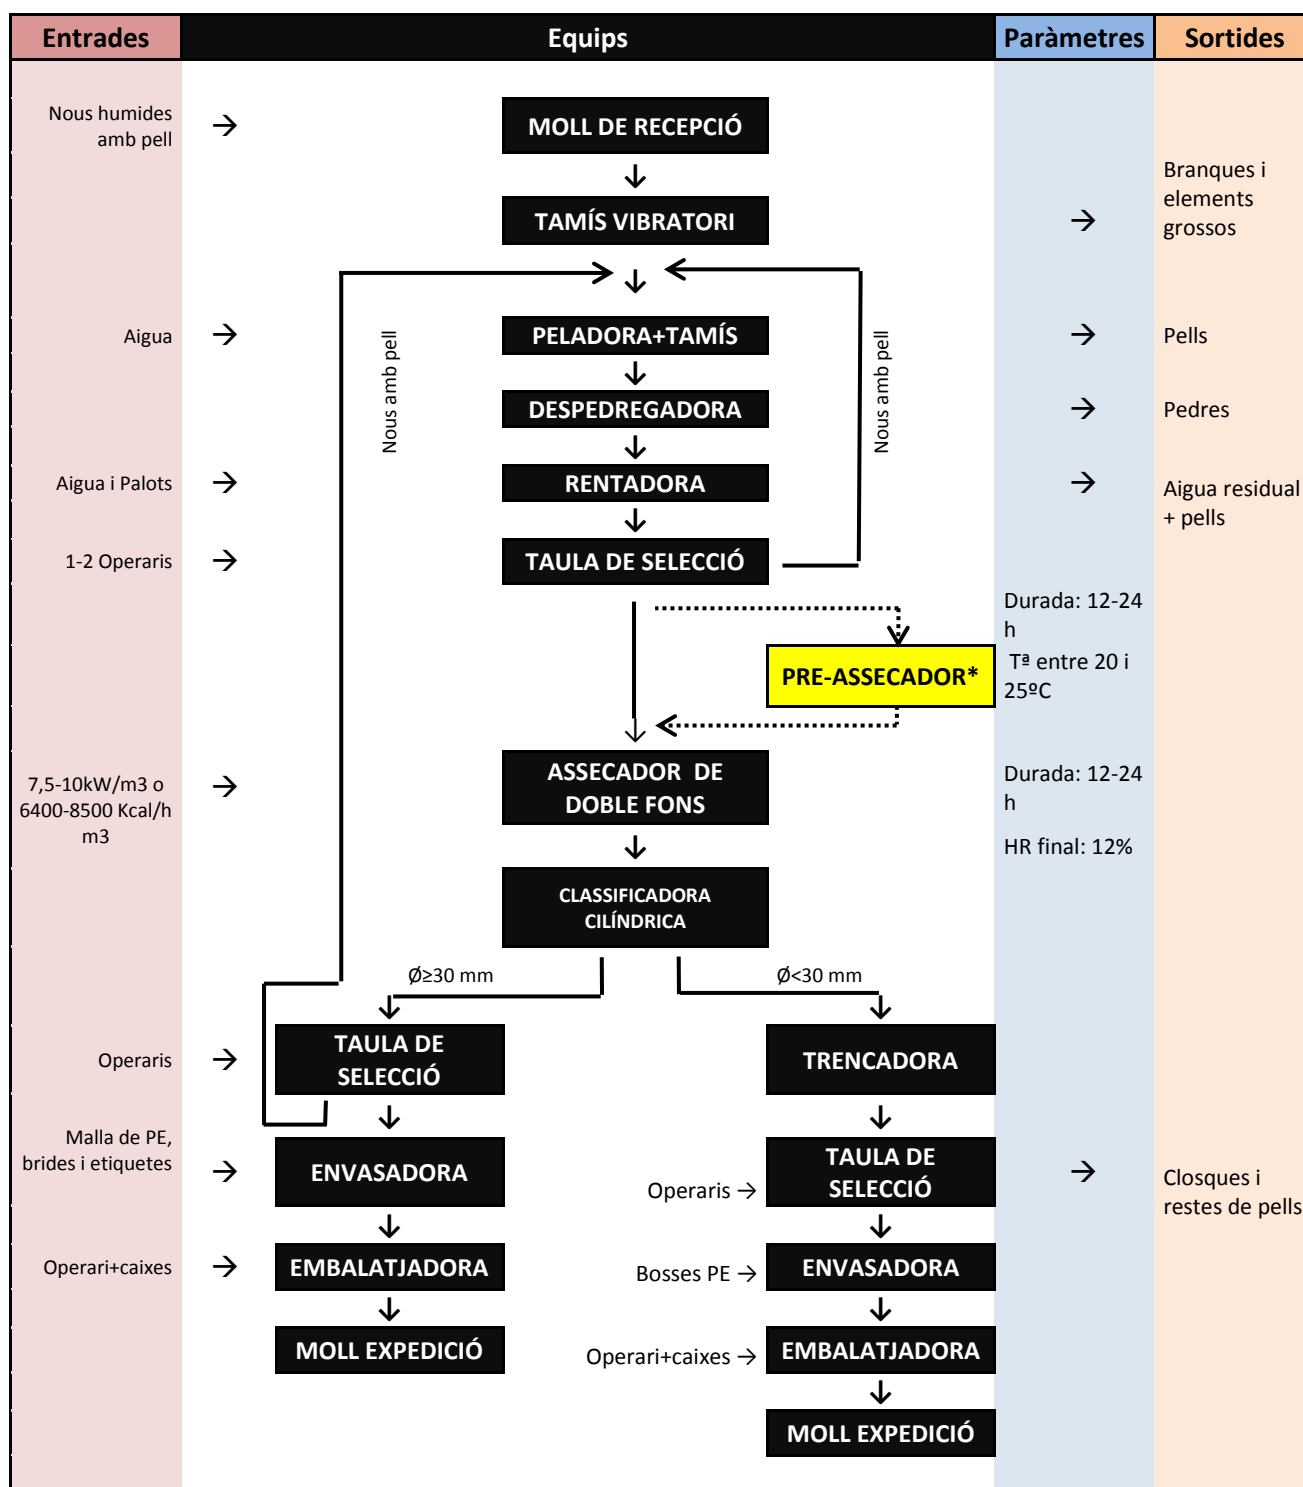 Entrades Equips Paràmetres Sortides
Nous humides
amb pell
→
MOLL DE RECEPCIÓ
TAMÍS VIBRATORI
→
Branques i
elements
grossos
Aigua
→
PELADORA+TAMÍS
→
Pells
Nous amb pell
Nous amb pell
DESPEDREGADORA
→
Pedres
Aigua i Palots
→
RENTADORA
→
Aigua residual
+ pells
1-2 Operaris
→
TAULA DE SELECCIÓ
PRE-ASSECADOR*
Durada: 12-24
h
Tª entre 20 i
25ºC
7,5-10kW/m3 o
6400-8500 Kcal/h
m3
→
ASSECADOR DE
DOBLE FONS
Durada: 12-24
h
HR final: 12%
CLASSIFICADORA
CILÍNDRICA
Ø≥30 mm
Ø<30 mm
Operaris
→
TAULA DE
SELECCIÓ
TRENCADORA
Malla de PE,
brides i etiquetes
→
ENVASADORA
Operaris →
TAULA DE
SELECCIÓ
→
Closques i
restes de pells
Operari+caixes
→
EMBALATJADORA
Bosses PE →
ENVASADORA
MOLL EXPEDICIÓ
Operari+caixes →
EMBALATJADORA
MOLL EXPEDICIÓ